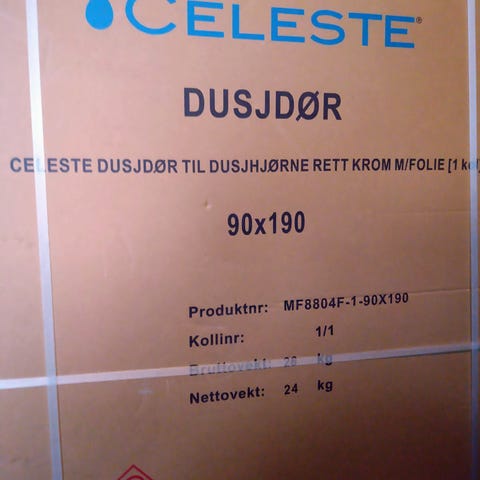 CELESTE®
DUSJDØR
CELESTE DUSJDØR TIL DUSJHJØRNE RETT KROM M/FOLIE [1
90x190
Produktnr: MF8804F-1-90X190
Kollinr: 1/1
Bruttovekt: 28 kg
Nettovekt: 24 kg